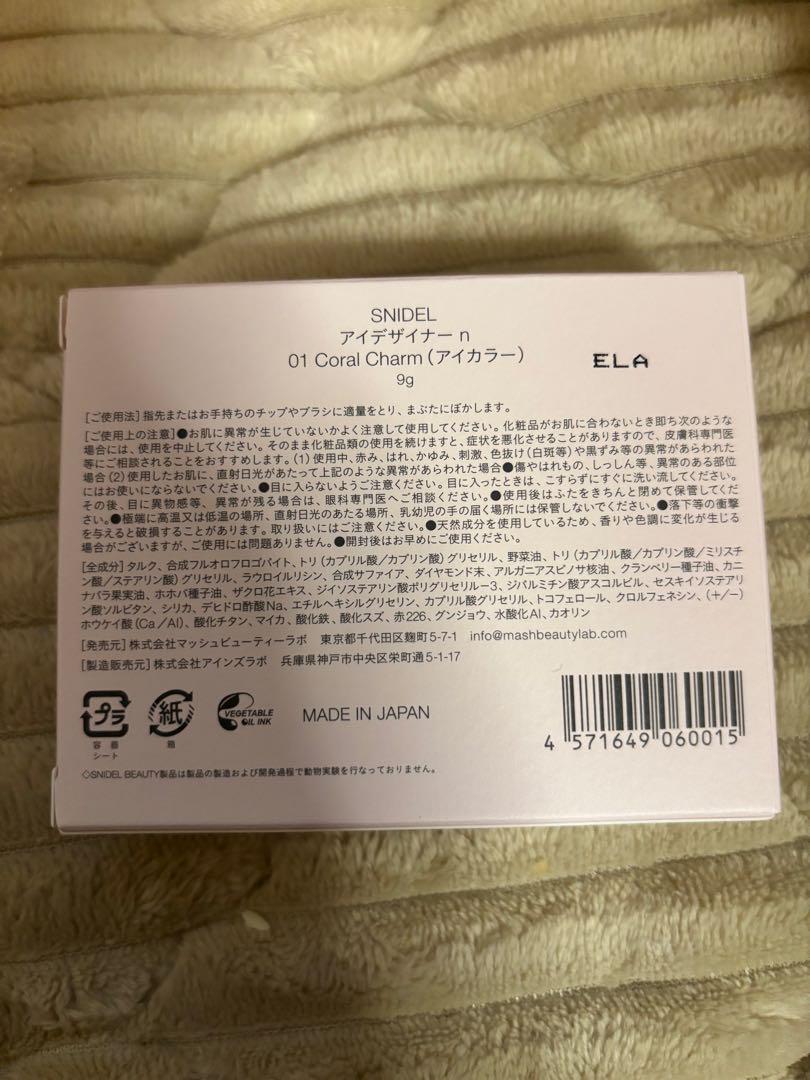 SNIDEL
アイデザイナー n
01 Coral Charm（アイカラー）
9g
ELA
［ご使用法］指先またはお手持ちのチップやブラシに適量をとり、まぶたにぼかします。
［ご使用上の注意］●お肌に異常が生じていないかよく注意して使用してください。化粧品がお肌に合わないとき即ち次のような
場合には、使用を中止してください。そのまま化粧品類の使用を続けますと、症状を悪化させることがありますので、皮膚科専門医
等にご相談されることをおすすめします。（1）使用中、赤み、はれ、かゆみ、刺激、色抜け（白斑等）や黒ずみ等の異常があらわれた
場合（2）使用したお肌に、直射日光があたって上記のような異常があらわれた場合●傷やはれもの、しっしん等、異常のある部位
にはお使いにならないでください。●目に入らないようご注意ください。目に入ったときは、こすらずにすぐに洗い流してください。
その後、目に異物感等、異常が残る場合は、眼科専門医へご相談ください。●使用後はふたをきちんと閉めて保管してくだ
さい。●極端に高温又は低温の場所、直射日光のあたる場所、乳幼児の手の届く場所には保管しないでください。●落下等の衝撃
を与えると破損することがあります。取り扱いにはご注意ください。●天然成分を使用しているため、香りや色調に変化が生じる
場合がございますが、ご使用には問題ありません。●開封後はお早めにご使用ください。
［全成分］タルク、合成フルオロフロゴパイト、トリ（カプリル酸／カプリン酸）グリセリル、野菜油、トリ（カプリル酸／カプリン酸／ミリスチ
ン酸／ステアリン酸）グリセリル、ラウロイルリシン、合成サファイア、ダイヤモンド末、アルガニアスピノサ核油、クランベリー種子油、カニ
ナバラ果実油、ホホバ種子油、ザクロ花エキス、ジイソステアリン酸ポリグリセリル－3、ジパルミチン酸アスコルビル、セスキイソステアリ
ン酸ソルビタン、シリカ、デヒドロ酢酸Na、エチルヘキシルグリセリン、カプリル酸グリセリル、トコフェロール、クロルフェネシン、（+/−）
ホウケイ酸（Ca／Al）、酸化チタン、マイカ、酸化鉄、酸化スズ、赤226、グンジョウ、水酸化Al、カオリン
［発売元］株式会社マッシュビューティーラボ 東京都千代田区麹町5-7-1 info@mashbeautylab.com
［製造販売元］株式会社アインズラボ 兵庫県神戸市中央区栄町通5-1-17
プラ
容器
シート
紙
箱
VEGETABLE
OIL INK
MADE IN JAPAN
4 571649 060015
◇SNIDEL BEAUTY製品は製品の製造および開発過程で動物実験を行なっておりません。